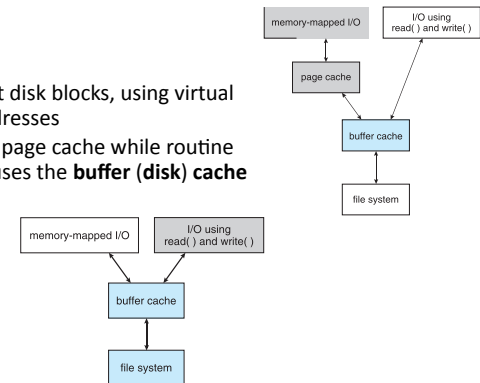 t disk blocks, using virtual
dresses
page cache while routine
uses the buffer (disk) cache
memory-mapped I/O
I/O using
read( ) and write( )
page cache
buffer cache
file system
memory-mapped I/O
I/O using
read( ) and write( )
buffer cache
file system